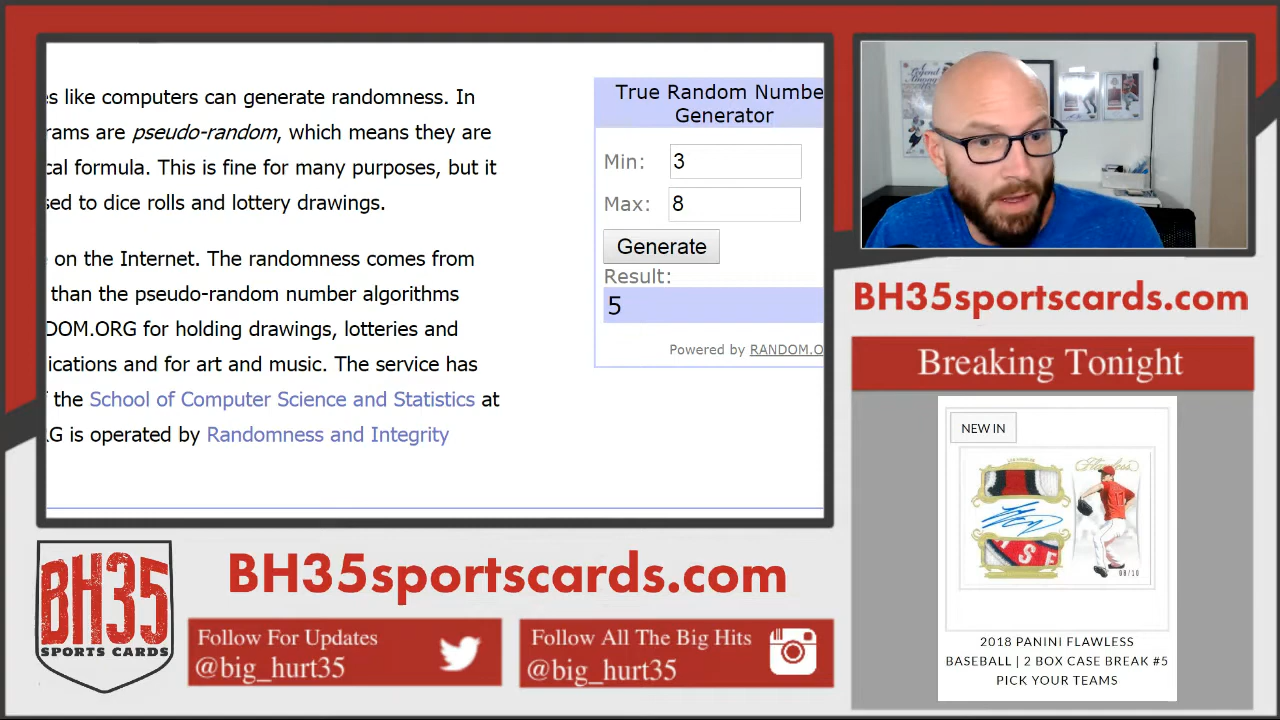 s like computers can generate randomness. In
rams are pseudo-random, which means they are
cal formula. This is fine for many purposes, but it
sed to dice rolls and lottery drawings.
on the Internet. The randomness comes from
than the pseudo-random number algorithms
DOM.ORG for holding drawings, lotteries and
ications and for art and music. The service has
the School of Computer Science and Statistics at
G is operated by Randomness and Integrity
True Random Numbe
Generator
Min: 3
Max: 8
Generate
Result:
5
Powered by RANDOM.O
BH35sportscards.com
Breaking Tonight
NEW IN
Flawless
08/10
2018 PANINI FLAWLESS
BASEBALL | 2 BOX CASE BREAK #5
PICK YOUR TEAMS
BH35
SPORTS CARDS
BH35sportscards.com
Follow For Updates
@big_hurt35
Follow All The Big Hits
@big_hurt35